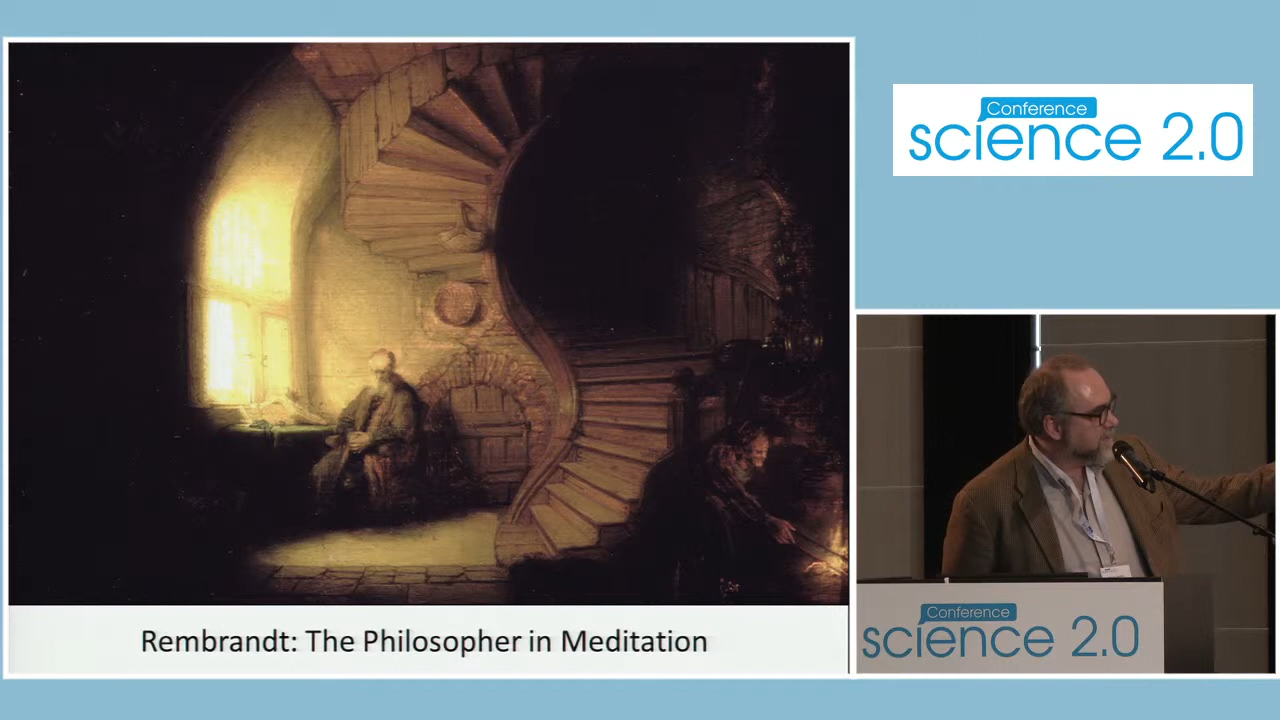 Conference
science 2.0
Conference
science 2.0
Rembrandt: The Philosopher in Meditation